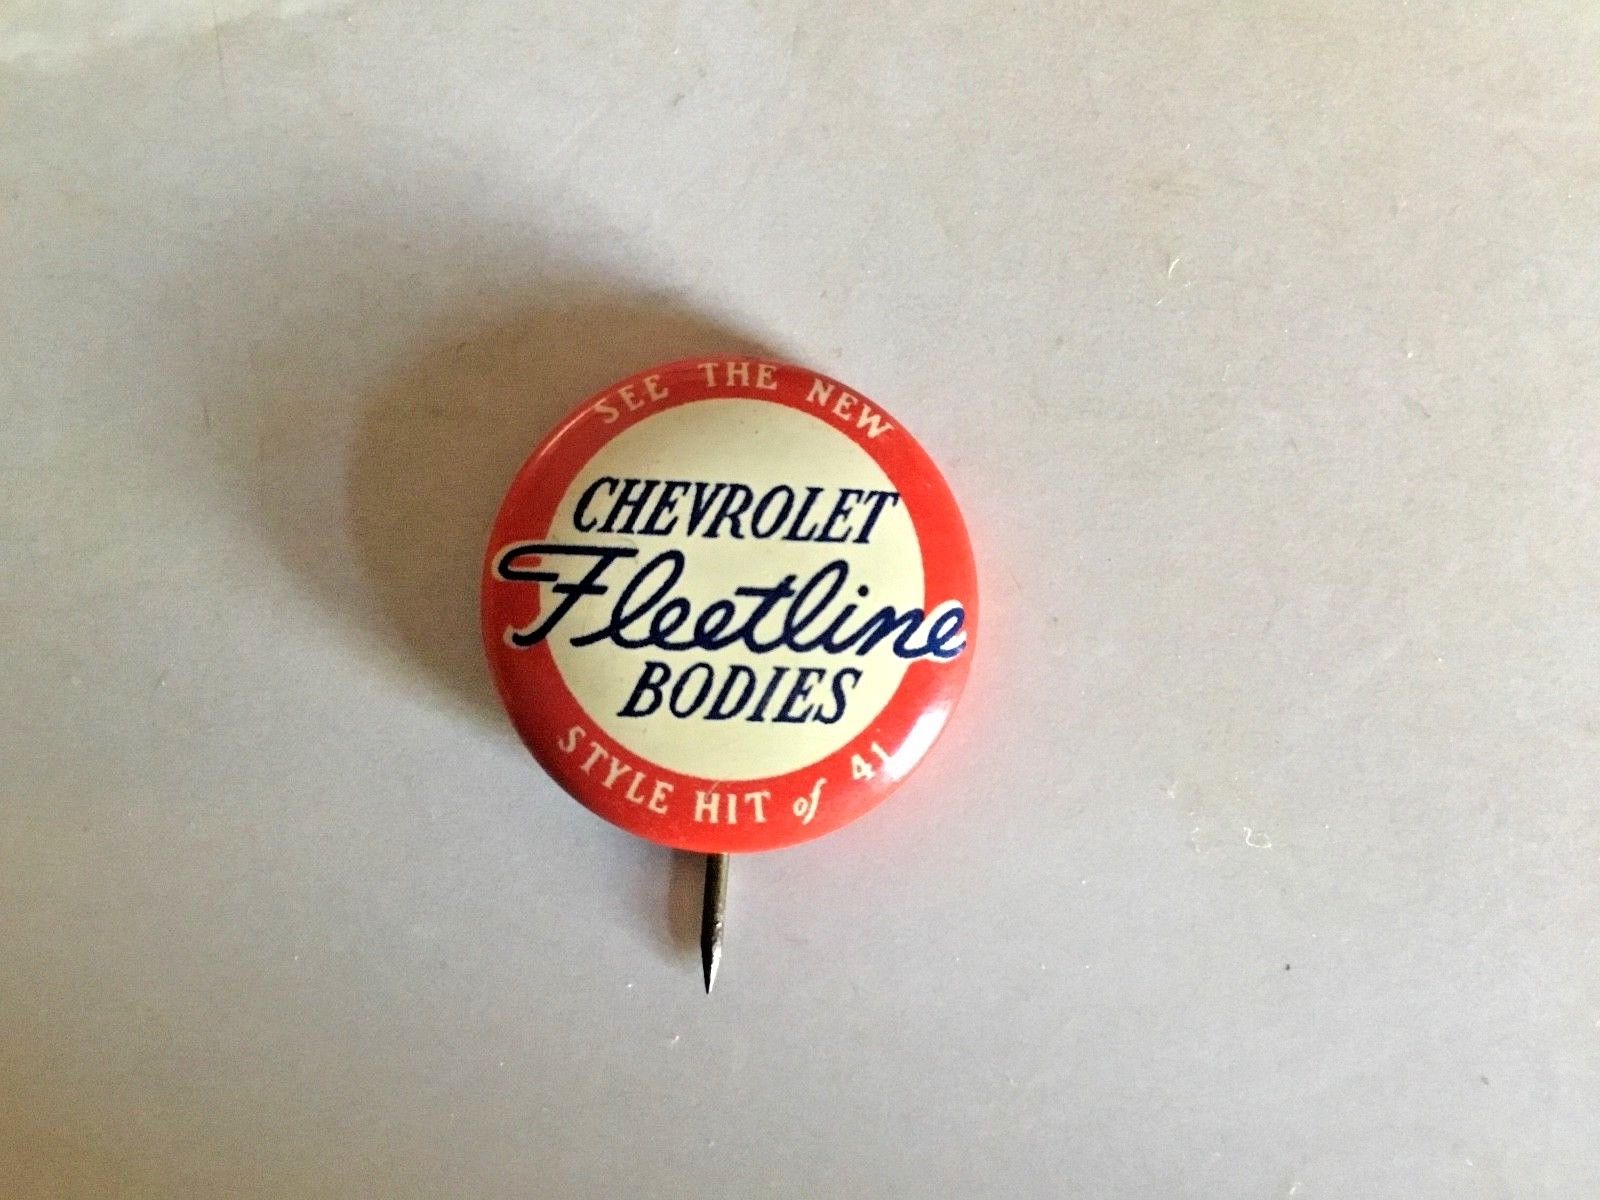 SEE THE NEW
CHEVROLET
Fleetline
BODIES
STYLE HIT of 41